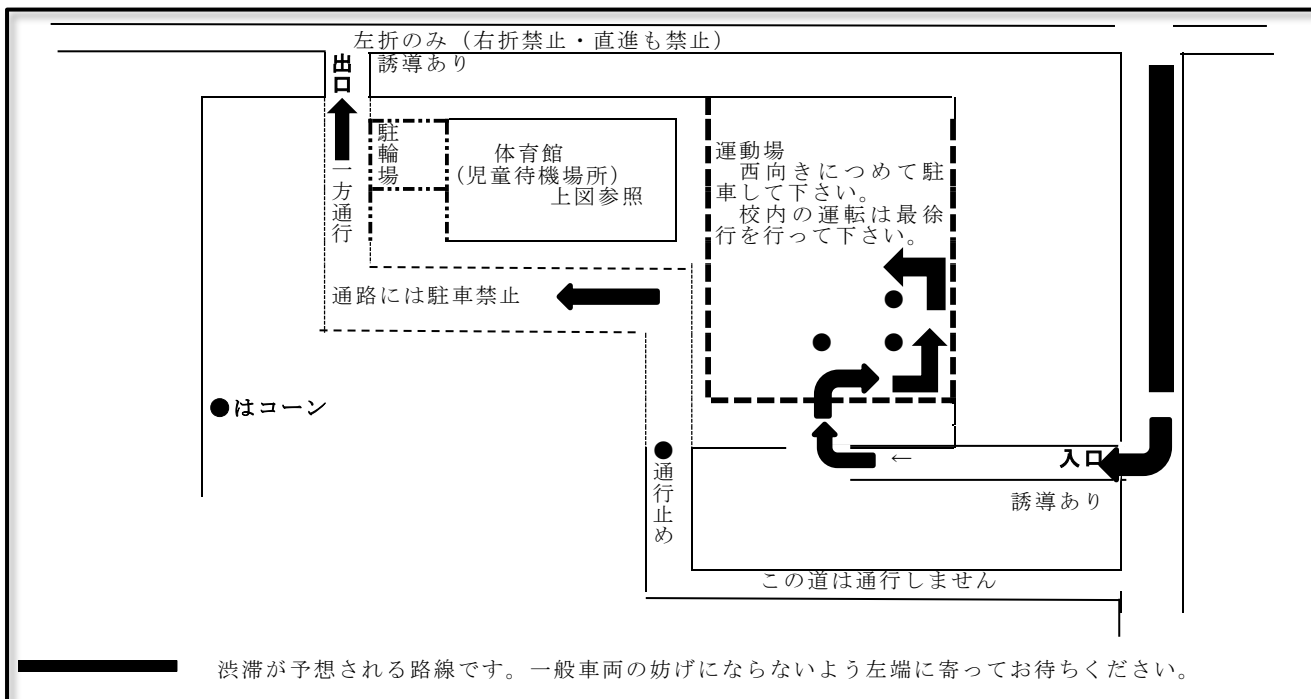 左折のみ（右折禁止・直進も禁止）
誘導あり
出口
一方通行
駐輪場
体育館
(児童待機場所)
上図参照
運動場
西向きにつめて駐
車して下さい。
校内の運転は最徐
行を行って下さい。
通路には駐車禁止
●はコーン
●通行止め
←
入口
誘導あり
この道は通行しません
渋滞が予想される路線です。一般車両の妨げにならないよう左端に寄ってお待ちください。